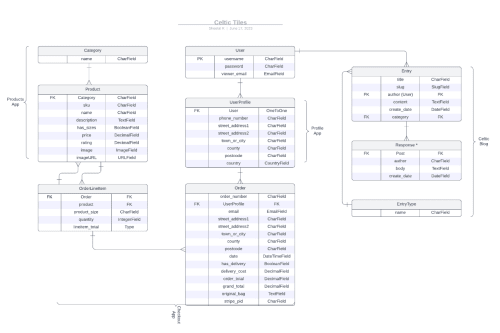 Celtic Tiles
Category
name CharField
Product
FK Category CharField
sku CharField
name CharField
description TextField
has_sizes BooleanField
price DecimalField
rating DecimalField
image ImageField
imageURL URLField
Products App
OrderLineItem
FK Order FK
product FK
product_size CharField
quantity IntegerField
lineitem_total Type
User
PK username CharField
password CharField
viewer_email EmailField
UserProfile
FK User OneToOne
phone_number CharField
street_address1 CharField
street_address2 CharField
town_or_city CharField
county CharField
postcode CharField
country CountryField
Profile App
Order
order_number CharField
FK UserProfile FK
email EmailField
street_address1 CharField
street_address2 CharField
town_or_city CharField
county CharField
postcode CharField
date DateTimeField
has_delivery BooleanField
delivery_cost DecimalField
order_total DecimalField
grand_total DecimalField
original_bag TextField
stripe_pid CharField
Checkout App
Entry
title CharField
slug SlugField
FK author (User) FK
content TextField
create_date DateField
FK category FK
Response *
FK Post FK
author CharField
body TextField
create_date DateField
EntryType
name CharField
Celtic Blog